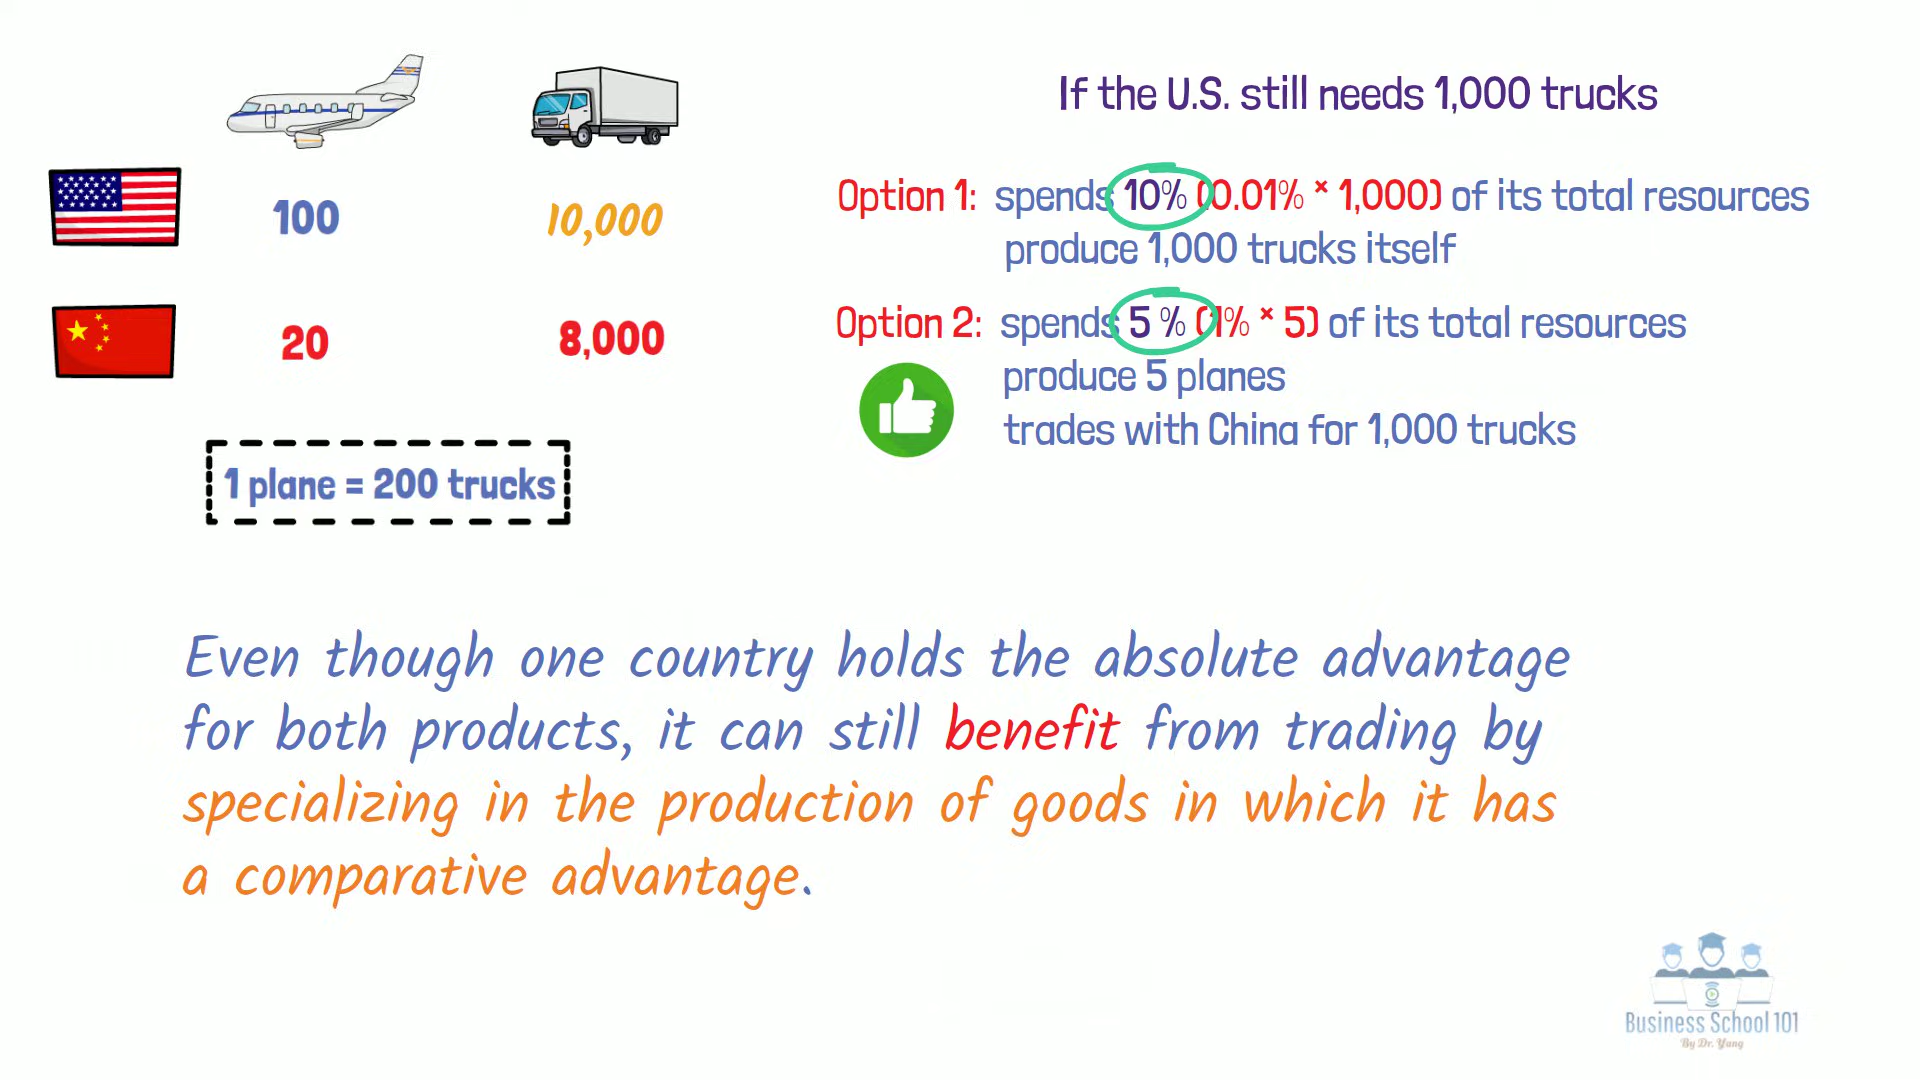 If the U.S. still needs 1,000 trucks
100 10,000
20 8,000
1 plane = 200 trucks
Option 1: spends 10% (0.01% × 1,000) of its total resources
produce 1,000 trucks itself
Option 2: spends 5 % (1% × 5) of its total resources
produce 5 planes
trades with China for 1,000 trucks
Even though one country holds the absolute advantage
for both products, it can still benefit from trading by
specializing in the production of goods in which it has
a comparative advantage.
Business School 101
By Dr. Yang